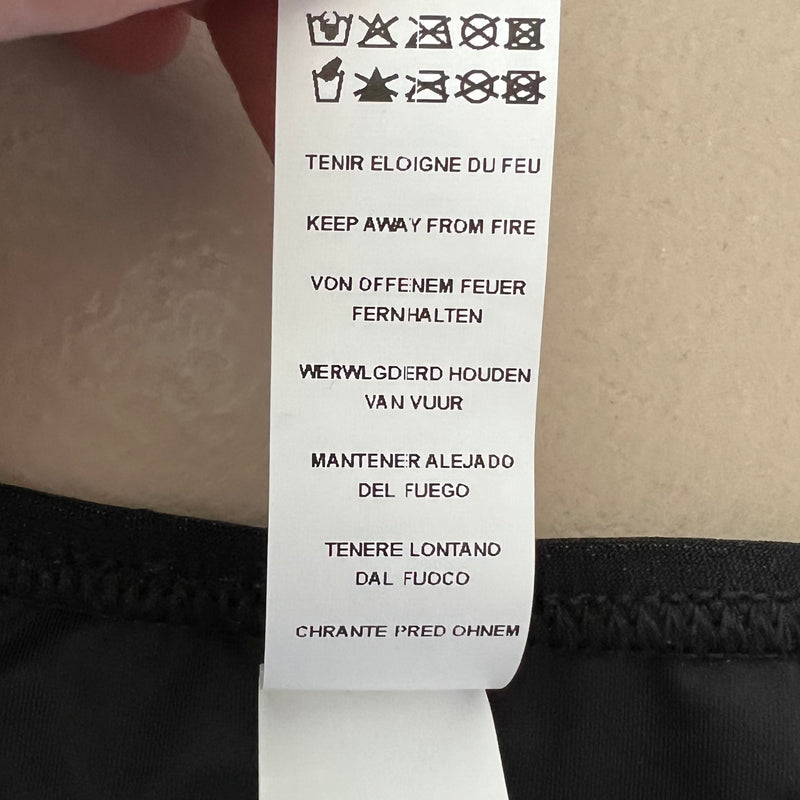 TENIR ELOIGNE DU FEU
KEEP AWAY FROM FIRE
VON OFFENEM FEUER
FERNHALTEN
WERWLGDIERD HOUDEN
VAN VUUR
MANTENER ALEJADO
DEL FUEGO
TENERE LONTANO
DAL FUOCO
CHRANTE PRED OHNEM